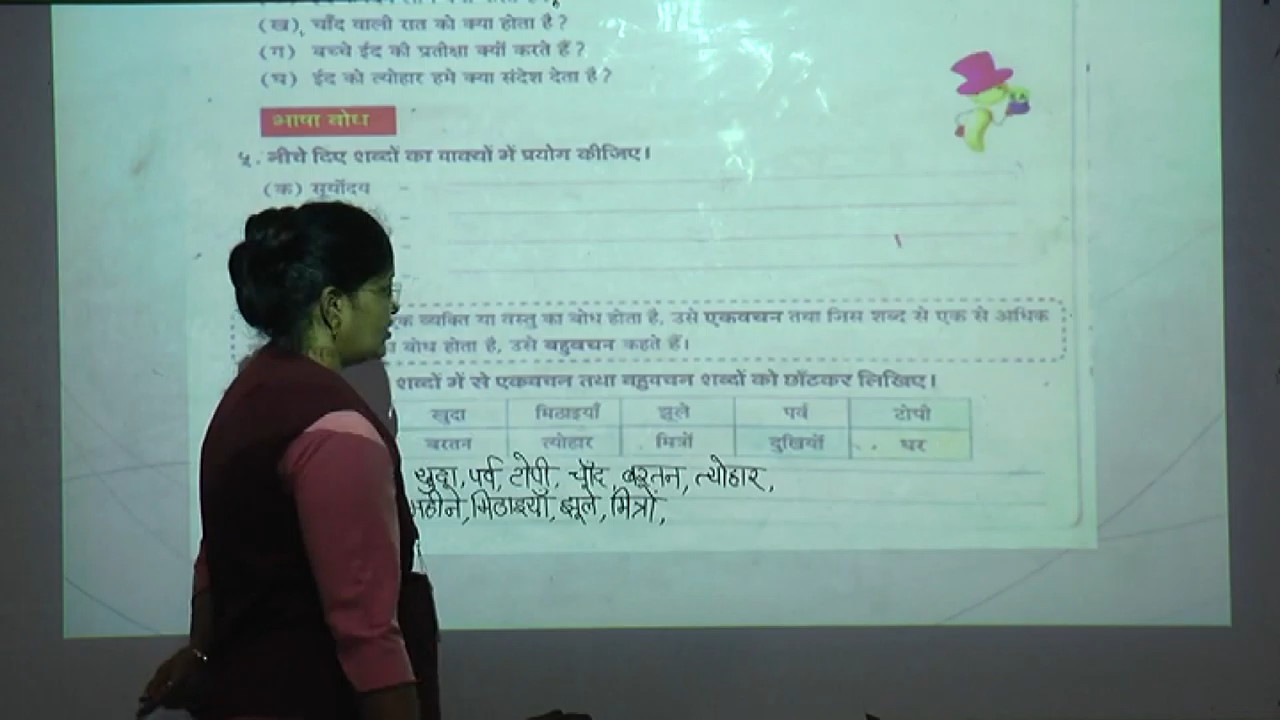 (ख) चाँद वाली रात को क्या होता है?
(ग) बच्चे ईद की प्रतीक्षा क्यों करते हैं?
(घ) ईद का त्योहार हमें क्या संदेश देता है?
भाषा बोध
५. नीचे दिए शब्दों का वाक्यों में प्रयोग कीजिए।
(क) सूर्योदय -
एक व्यक्ति या वस्तु का बोध होता है, उसे एकवचन तथा जिस शब्द से एक से अधिक
बोध होता है, उसे बहुवचन कहते हैं।
शब्दों में से एकवचन तथा बहुवचन शब्दों को छाँटकर लिखिए।
खुदा मिठाइयाँ झूले पर्व टोपी
बरतन त्योहार मित्रों दुखियों घर
खुदा, पर्व, टोपी, चाँद, बरतन, त्योहार,
महीने, मिठाइयाँ, झूले, मित्रों,